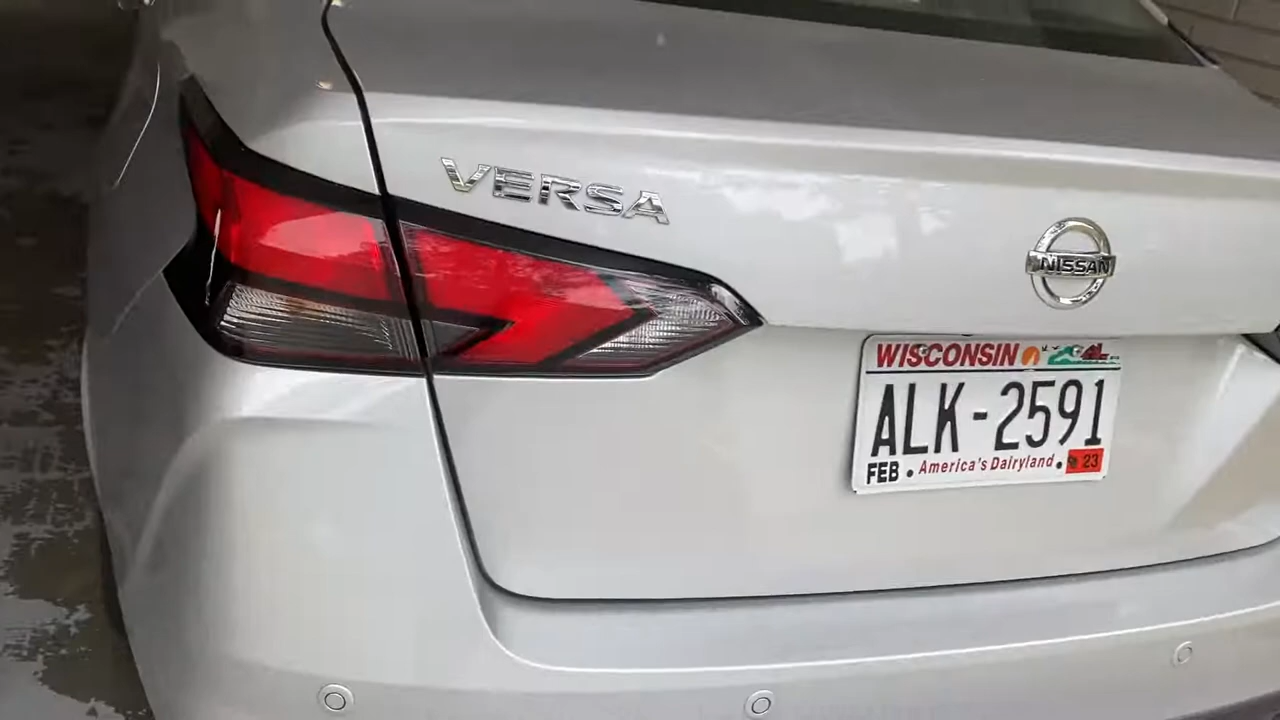 VERSA
NISSAN
WISCONSIN
ALK-2591
FEB America's Dairyland 23